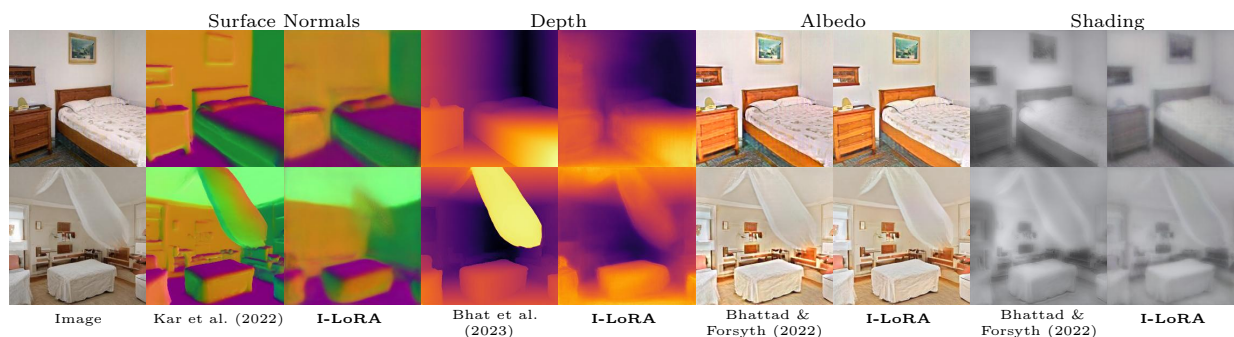 Surface Normals Depth Albedo Shading
Image Kar et al. (2022) I-LoRA Bhat et al. (2023) I-LoRA Bhattad & Forsyth (2022) I-LoRA Bhattad & Forsyth (2022) I-LoRA